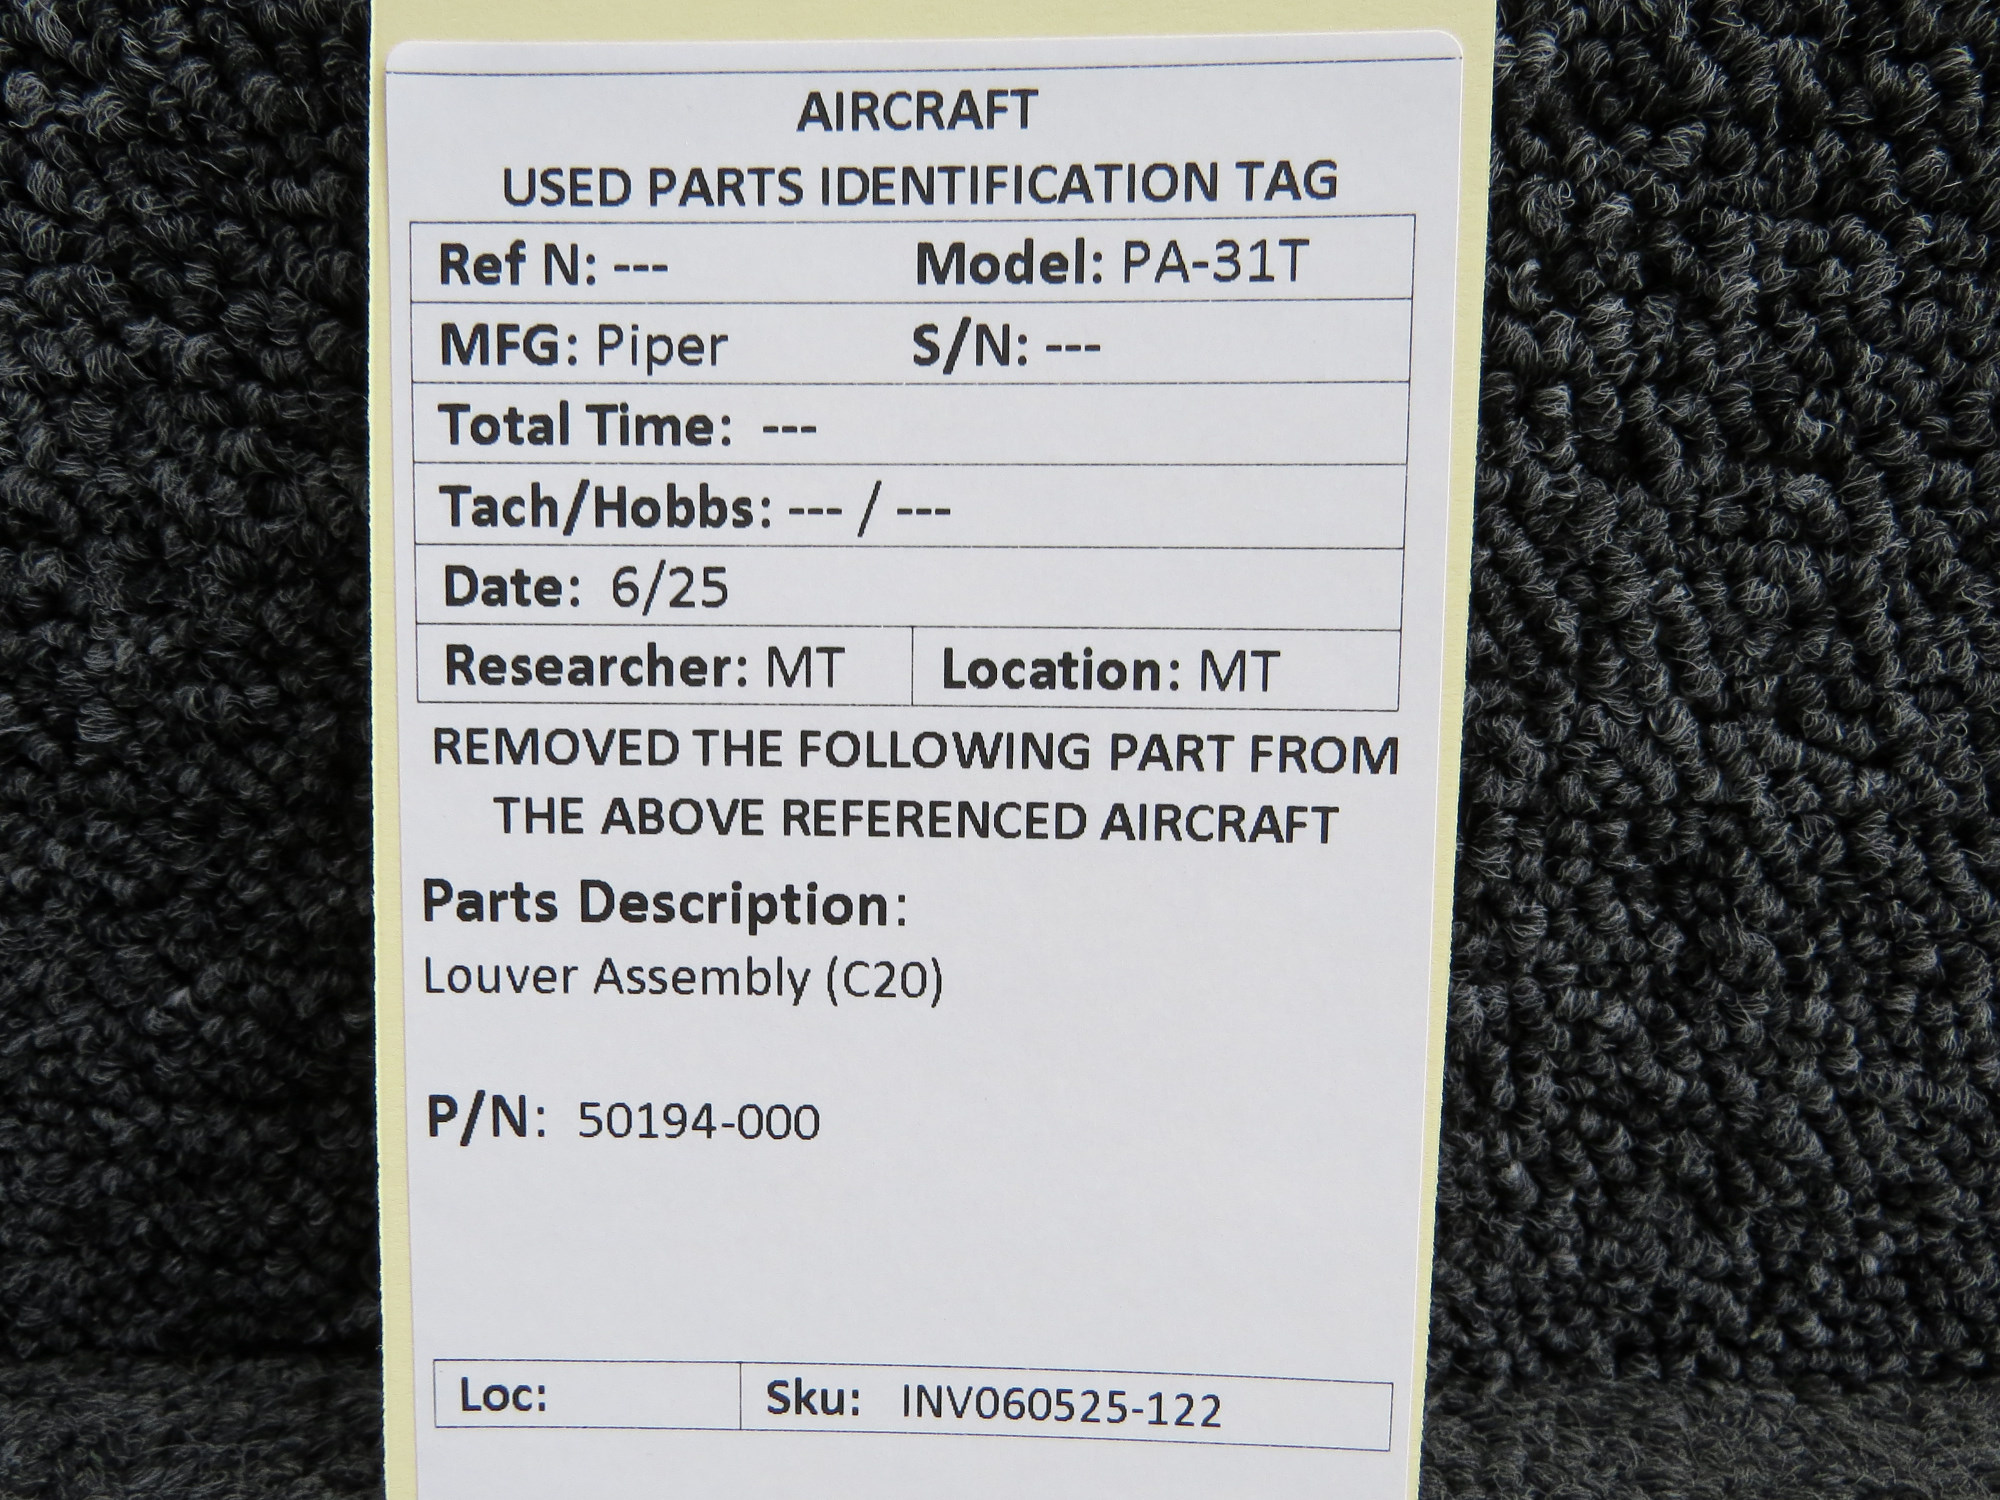 AIRCRAFT
USED PARTS IDENTIFICATION TAG
Ref N: --- Model: PA-31T
MFG: Piper S/N: ---
Total Time: ---
Tach/Hobbs: --- / ---
Date: 6/25
Researcher: MT Location: MT
REMOVED THE FOLLOWING PART FROM
THE ABOVE REFERENCED AIRCRAFT
Parts Description:
Louver Assembly (C20)
P/N: 50194-000
Loc: Sku: INV060525-122